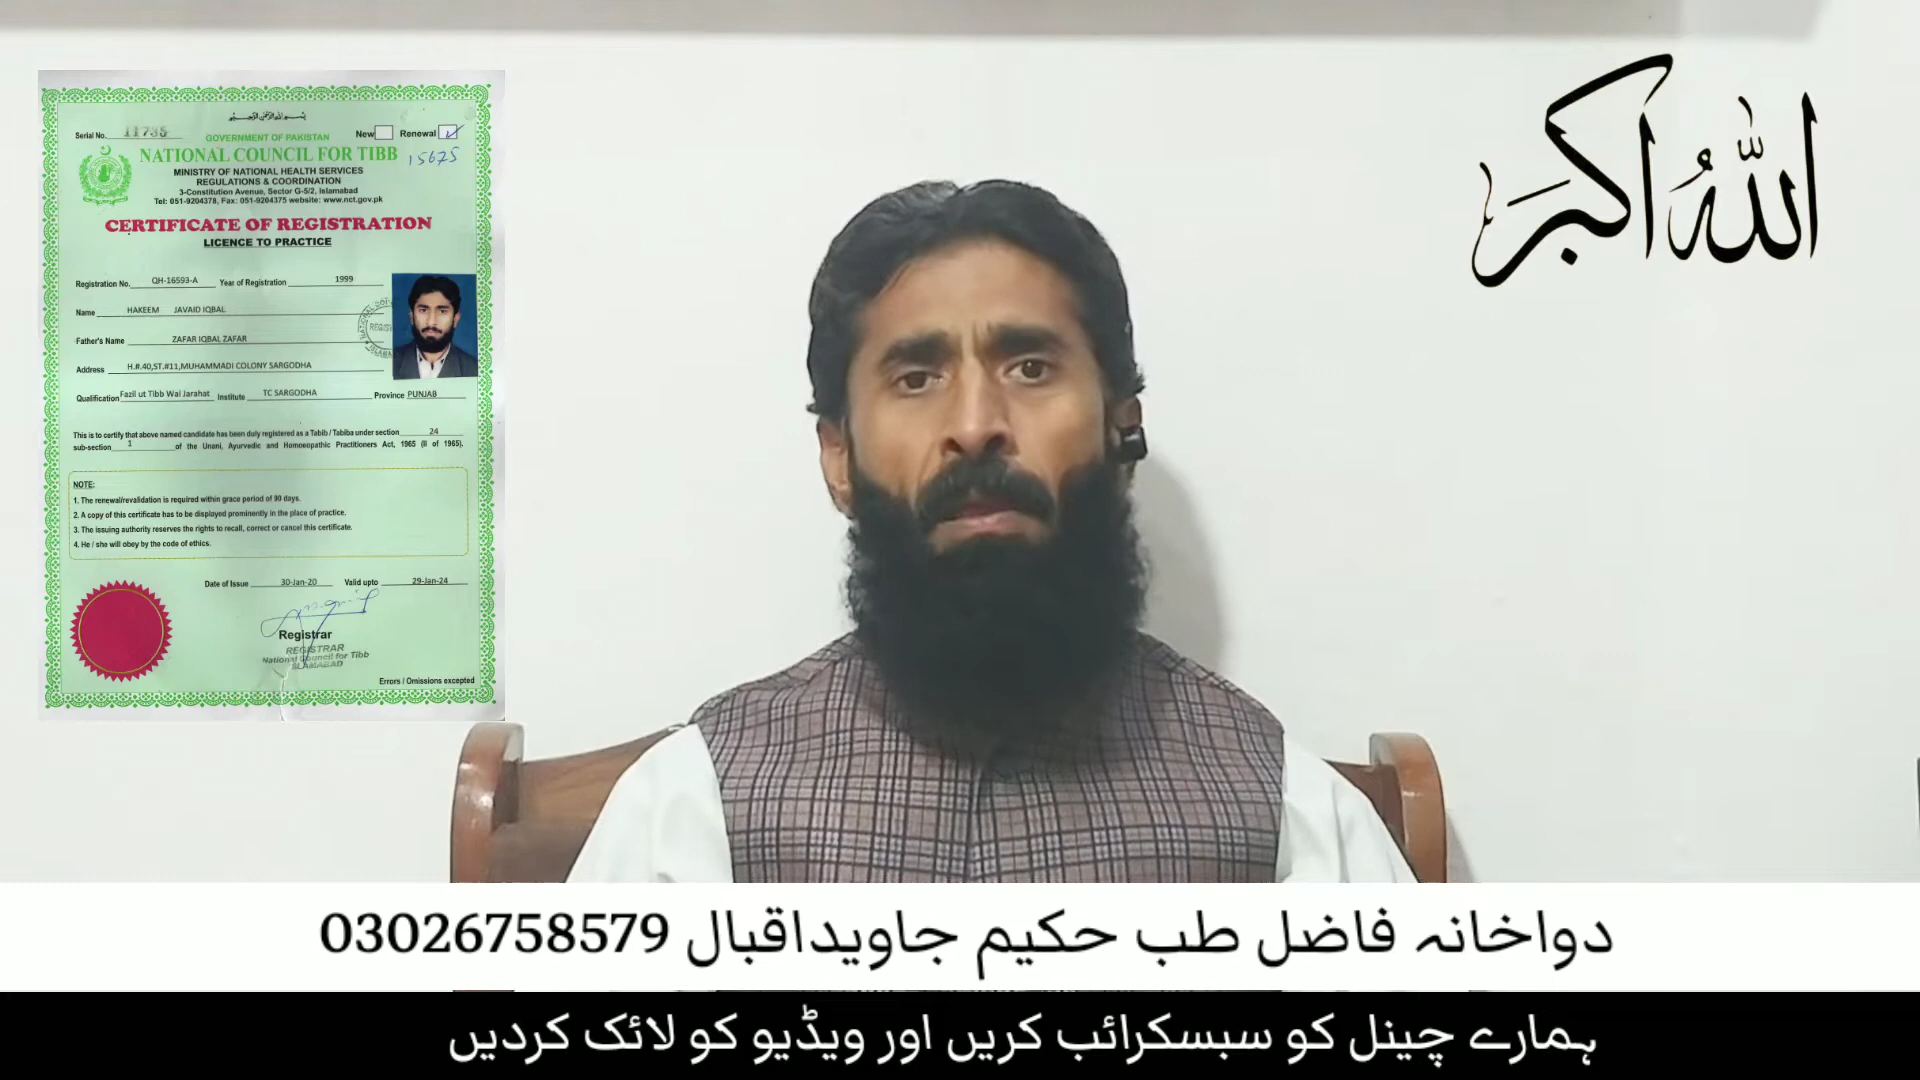 بسم اللہ الرحمن الرحیم
Serial No. 11735
New Renewal
GOVERNMENT OF PAKISTAN
NATIONAL COUNCIL FOR TIBB
15675
MINISTRY OF NATIONAL HEALTH SERVICES
REGULATIONS & COORDINATION
3-Constitution Avenue, Sector G-5/2, Islamabad
Tel: 051-9204378, Fax: 051-9204375 website: www.nct.gov.pk
CERTIFICATE OF REGISTRATION
LICENCE TO PRACTICE
Registration No. QH-16593-A Year of Registration 1999
Name HAKEEM JAVAID IQBAL
Father's Name ZAFAR IQBAL ZAFAR
Address H.#.40,ST.#11,MUHAMMADI COLONY SARGODHA
Qualification Fazil ut Tibb Wal Jarahat Institute TC SARGODHA Province PUNJAB
This is to certify that above named candidate has been duly registered as a Tabib / Tabiba under section 24
sub-section 1 of the Unani, Ayurvedic and Homoeopathic Practitioners Act, 1965 (II of 1965).
NOTE:
1. The renewal/revalidation is required within grace period of 90 days.
2. A copy of this certificate has to be displayed prominently in the place of practice.
3. The issuing authority reserves the rights to recall, correct or cancel this certificate.
4. He / she will obey by the code of ethics.
Date of Issue 30-Jan-20 Valid upto 29-Jan-24
Registrar
REGISTRAR
National Council for Tibb
ISLAMABAD
Errors / Omissions excepted
الله اكبر
دواخانہ فاضل طب حکیم جاویداقبال 03026758579
ہمارے چینل کو سبسکرائب کریں اور ویڈیو کو لائک کردیں